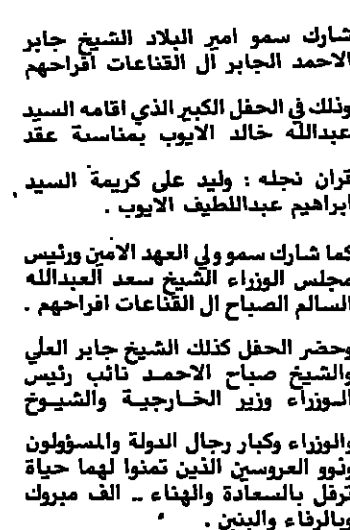 شارك سمو امير البلاد الشيخ جابر
الاحمد الجابر آل القناعات افراحهم
وذلك في الحفل الكبير الذي اقامه السيد
عبدالله خالد الايوب بمناسبة عقد
قران نجله : وليد على كريمة السيد
ابراهيم عبداللطيف الايوب .
كما شارك سمو ولي العهد الامين ورئيس
مجلس الوزراء الشيخ سعد العبدالله
السالم الصباح ال القناعات افراحهم .
وحضر الحفل كذلك الشيخ جابر العلي
والشيخ صباح الاحمد نائب رئيس
الوزراء وزير الخارجية والشيوخ
والوزراء وكبار رجال الدولة والمسؤولون
وذوو العروسين الذين تمنوا لهما حياة
ترفل بالسعادة والهناء .. الف مبروك
وبالرفاء والبنين .